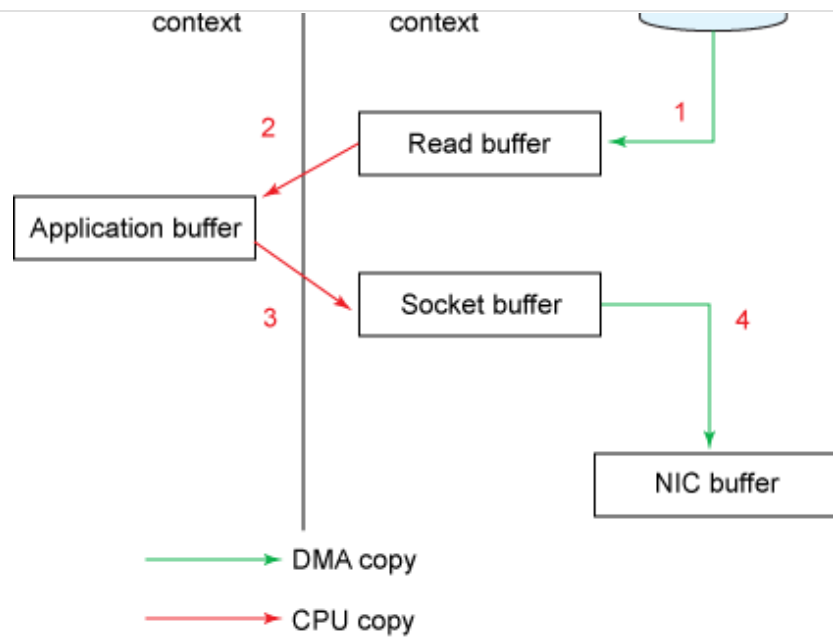 context
context
1
2
Read buffer
Application buffer
3
Socket buffer
4
NIC buffer
DMA copy
CPU copy